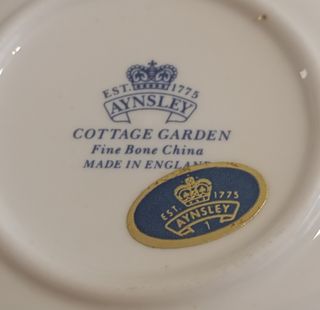 EST. 1775
AYNSLEY
COTTAGE GARDEN
Fine Bone China
MADE IN ENGLAND
EST. 1775
AYNSLEY
1